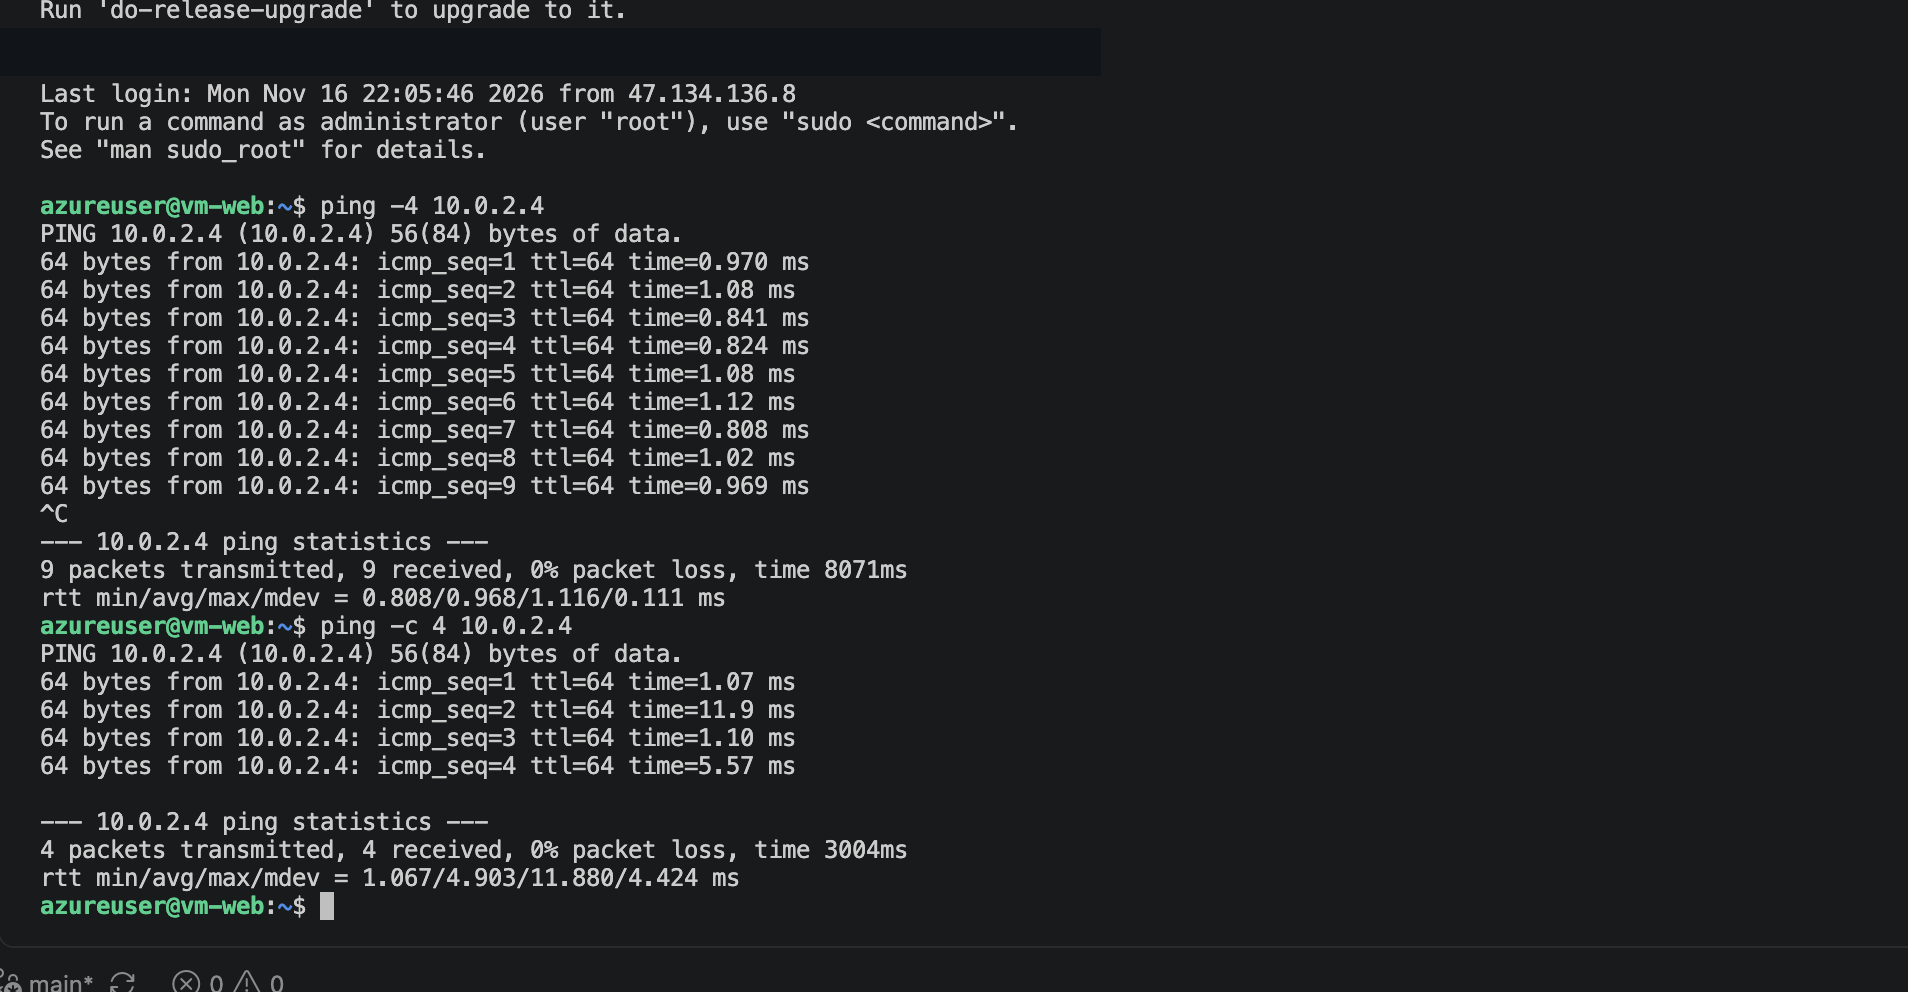 Run 'do-release-upgrade' to upgrade to it.
Last login: Mon Nov 16 22:05:46 2026 from 47.134.136.8
To run a command as administrator (user "root"), use "sudo <command>".
See "man sudo_root" for details.
azureuser@vm-web:~$ ping -4 10.0.2.4
PING 10.0.2.4 (10.0.2.4) 56(84) bytes of data.
64 bytes from 10.0.2.4: icmp_seq=1 ttl=64 time=0.970 ms
64 bytes from 10.0.2.4: icmp_seq=2 ttl=64 time=1.08 ms
64 bytes from 10.0.2.4: icmp_seq=3 ttl=64 time=0.841 ms
64 bytes from 10.0.2.4: icmp_seq=4 ttl=64 time=0.824 ms
64 bytes from 10.0.2.4: icmp_seq=5 ttl=64 time=1.08 ms
64 bytes from 10.0.2.4: icmp_seq=6 ttl=64 time=1.12 ms
64 bytes from 10.0.2.4: icmp_seq=7 ttl=64 time=0.808 ms
64 bytes from 10.0.2.4: icmp_seq=8 ttl=64 time=1.02 ms
64 bytes from 10.0.2.4: icmp_seq=9 ttl=64 time=0.969 ms
^C
--- 10.0.2.4 ping statistics ---
9 packets transmitted, 9 received, 0% packet loss, time 8071ms
rtt min/avg/max/mdev = 0.808/0.968/1.116/0.111 ms
azureuser@vm-web:~$ ping -c 4 10.0.2.4
PING 10.0.2.4 (10.0.2.4) 56(84) bytes of data.
64 bytes from 10.0.2.4: icmp_seq=1 ttl=64 time=1.07 ms
64 bytes from 10.0.2.4: icmp_seq=2 ttl=64 time=11.9 ms
64 bytes from 10.0.2.4: icmp_seq=3 ttl=64 time=1.10 ms
64 bytes from 10.0.2.4: icmp_seq=4 ttl=64 time=5.57 ms
--- 10.0.2.4 ping statistics ---
4 packets transmitted, 4 received, 0% packet loss, time 3004ms
rtt min/avg/max/mdev = 1.067/4.903/11.880/4.424 ms
azureuser@vm-web:~$
main* 0 0